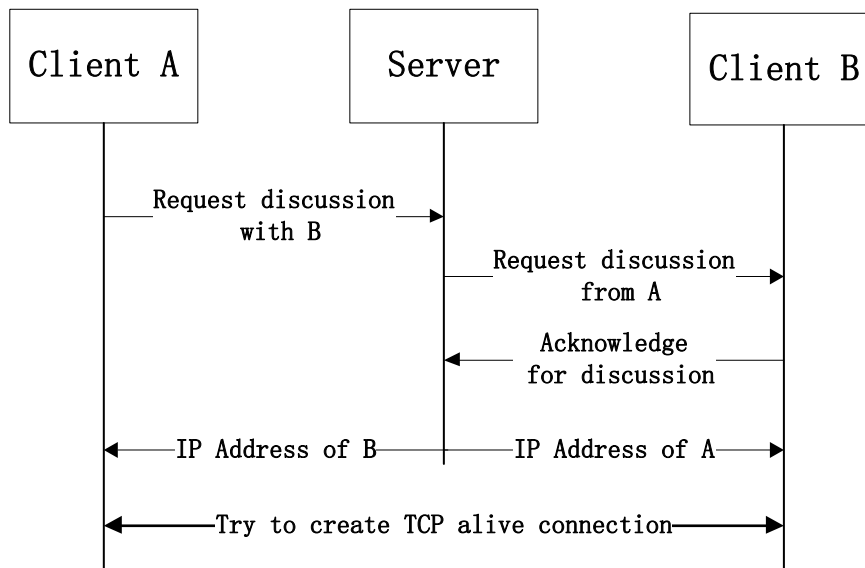 Client A
Server
Client B
Request discussion
with B
Request discussion
from A
Acknowledge
for discussion
IP Address of B
IP Address of A
Try to create TCP alive connection